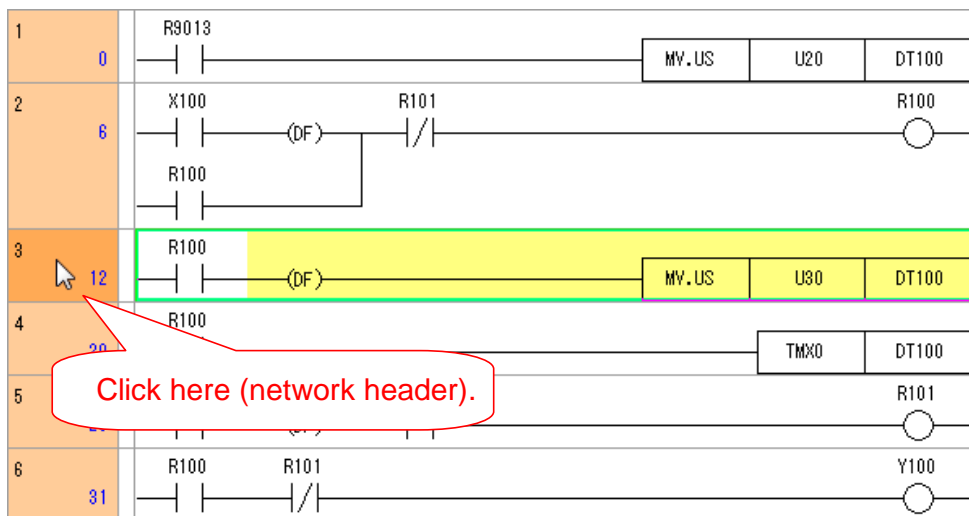 1 R9013
0 MV.US U20 DT100
2 X100 R101 R100
6 (DF)
R100
3 R100
12 (DF) MV.US U30 DT100
4 R100
TMX0 DT100
Click here (network header).
5 R101
6 R100 R101 Y100
31